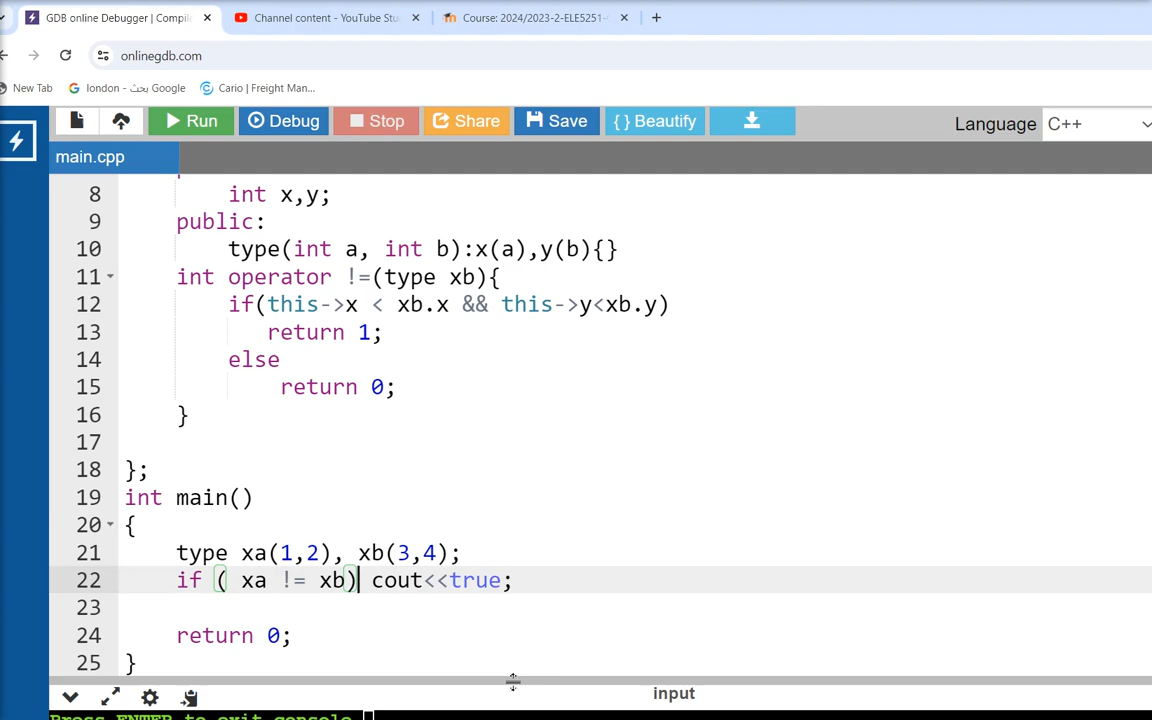 GDB online Debugger | Compile
Channel content - YouTube Stu
Course: 2024/2023-2-ELE5251-
onlinegdb.com
New Tab
london - بحث Google
Cario | Freight Man...
Run
Debug
Stop
Share
Save
{ } Beautify
Language C++
main.cpp
8 int x,y;
9 public:
10 type(int a, int b):x(a),y(b){}
11 int operator !=(type xb){
12 if(this->x < xb.x && this->y<xb.y)
13 return 1;
14 else
15 return 0;
16 }
17
18 };
19 int main()
20 {
21 type xa(1,2), xb(3,4);
22 if ( xa != xb) cout<<true;
23
24 return 0;
25 }
input
Press ENTER to exit console.